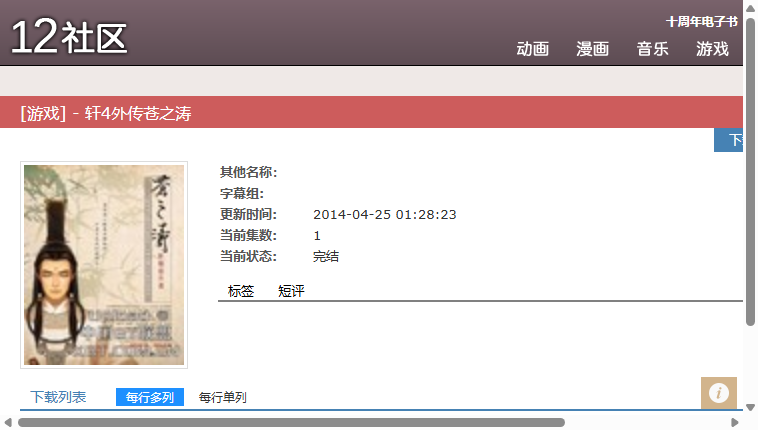 12社区
十周年电子书
动画 漫画 音乐 游戏
[游戏] - 轩4外传苍之涛
其他名称:
字幕组:
更新时间: 2014-04-25 01:28:23
当前集数: 1
当前状态: 完结
标签 短评
苍之涛
下载列表 每行多列 每行单列